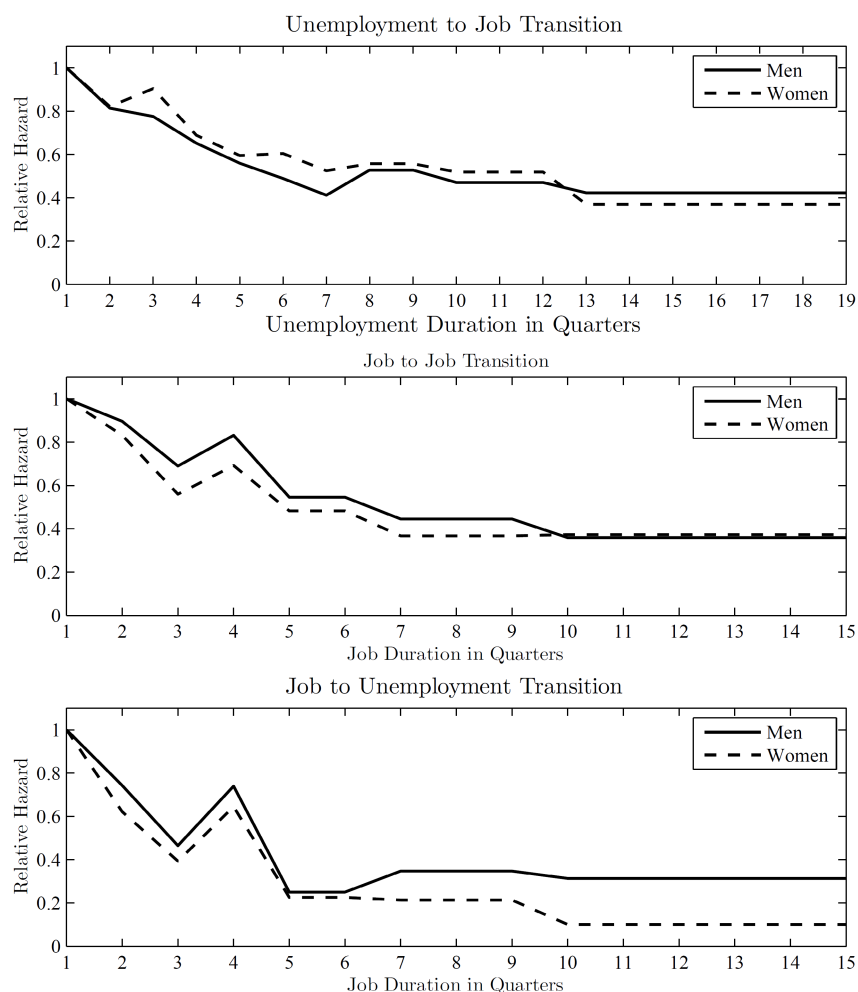 Unemployment to Job Transition
1
0.8
0.6
0.4
0.2
0
Relative Hazard
Men
Women
1 2 3 4 5 6 7 8 9 10 11 12 13 14 15 16 17 18 19
Unemployment Duration in Quarters
Job to Job Transition
1
0.8
0.6
0.4
0.2
0
Relative Hazard
Men
Women
1 2 3 4 5 6 7 8 9 10 11 12 13 14 15
Job Duration in Quarters
Job to Unemployment Transition
1
0.8
0.6
0.4
0.2
0
Relative Hazard
Men
Women
1 2 3 4 5 6 7 8 9 10 11 12 13 14 15
Job Duration in Quarters